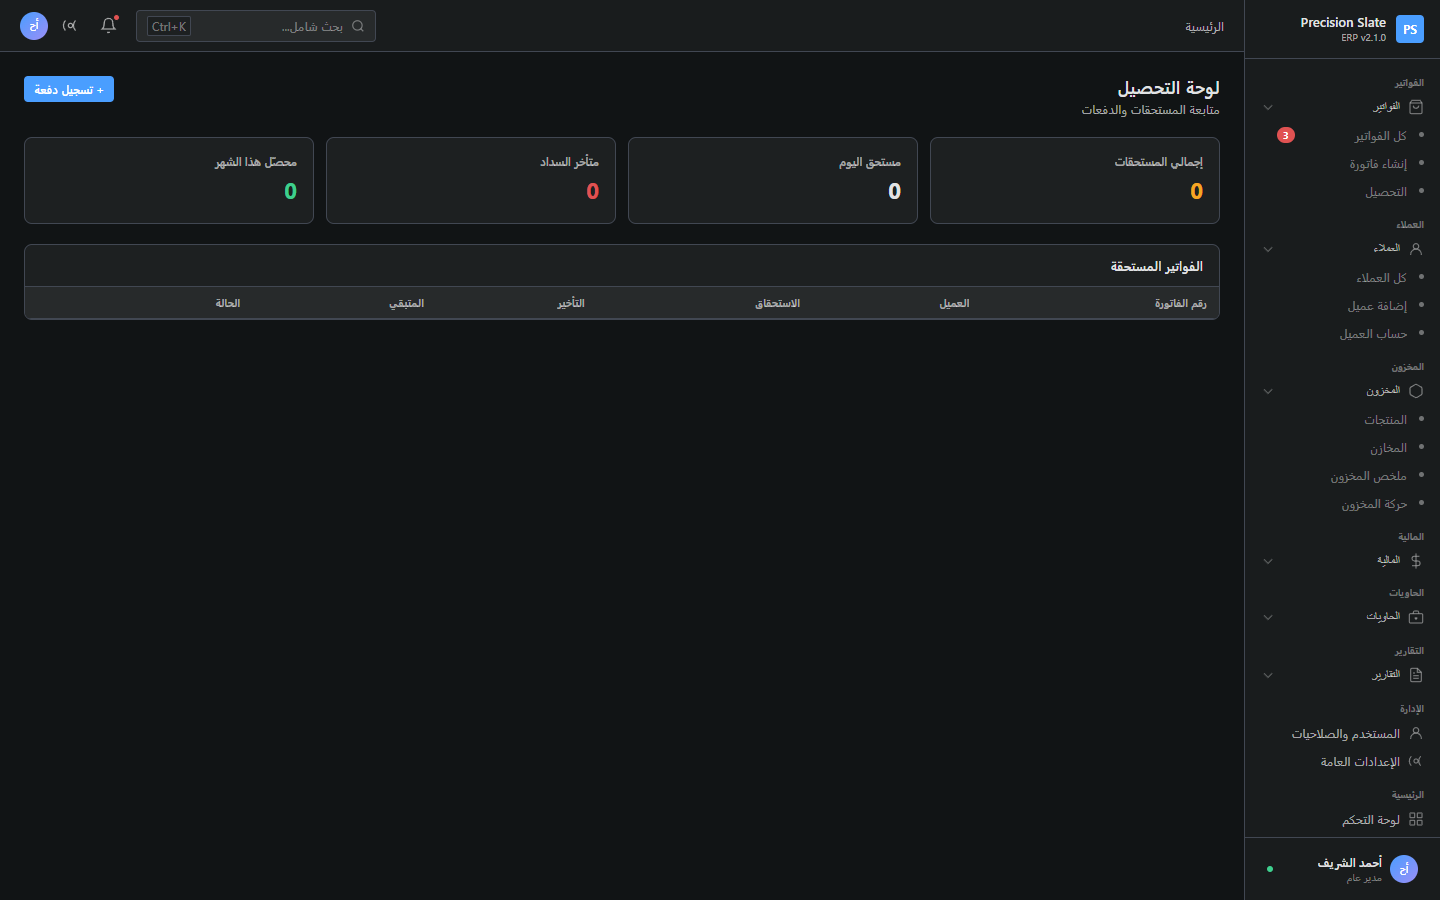 PS
Precision Slate
ERP v2.1.0
الفواتير
الفواتير
كل الفواتير
3
إنشاء فاتورة
التحصيل
العملاء
العملاء
كل العملاء
إضافة عميل
حساب العميل
المخزون
المخزون
المنتجات
المخازن
ملخص المخزون
حركة المخزون
المالية
المالية
الحاويات
الحاويات
التقارير
التقارير
الإدارة
المستخدم والصلاحيات
الإعدادات العامة
الرئيسية
لوحة التحكم
أحمد الشريف
مدير عام
الرئيسية
بحث شامل...
Ctrl+K
لوحة التحصيل
متابعة المستحقات والدفعات
+ تسجيل دفعة
إجمالي المستحقات
0
مستحق اليوم
0
متأخر السداد
0
محصّل هذا الشهر
0
الفواتير المستحقة
رقم الفاتورة العميل الاستحقاق التأخير المتبقي الحالة